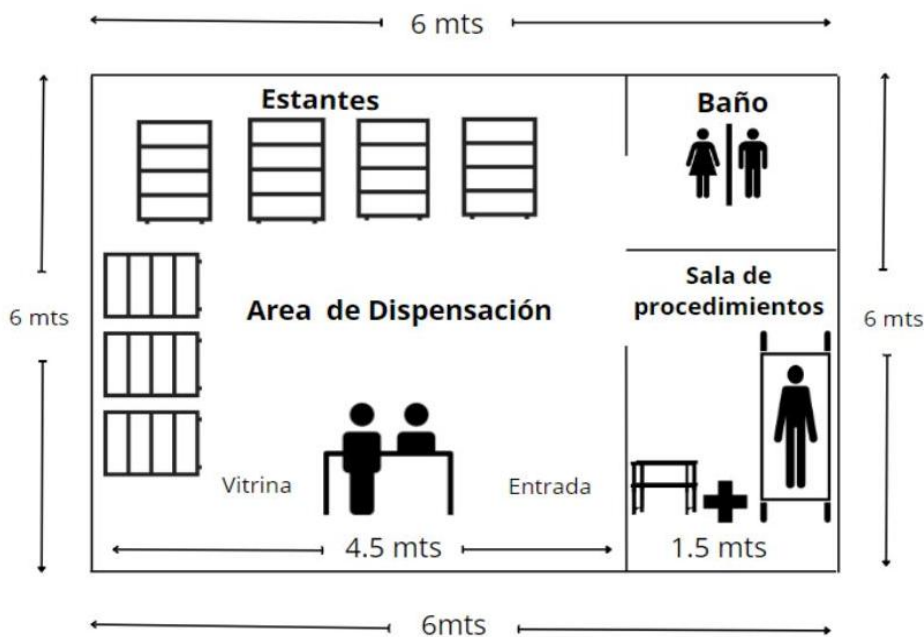 6 mts
Estantes
Baño
Sala de
procedimientos
Area de Dispensación
6 mts
6 mts
Vitrina
Entrada
4.5 mts
1.5 mts
6mts